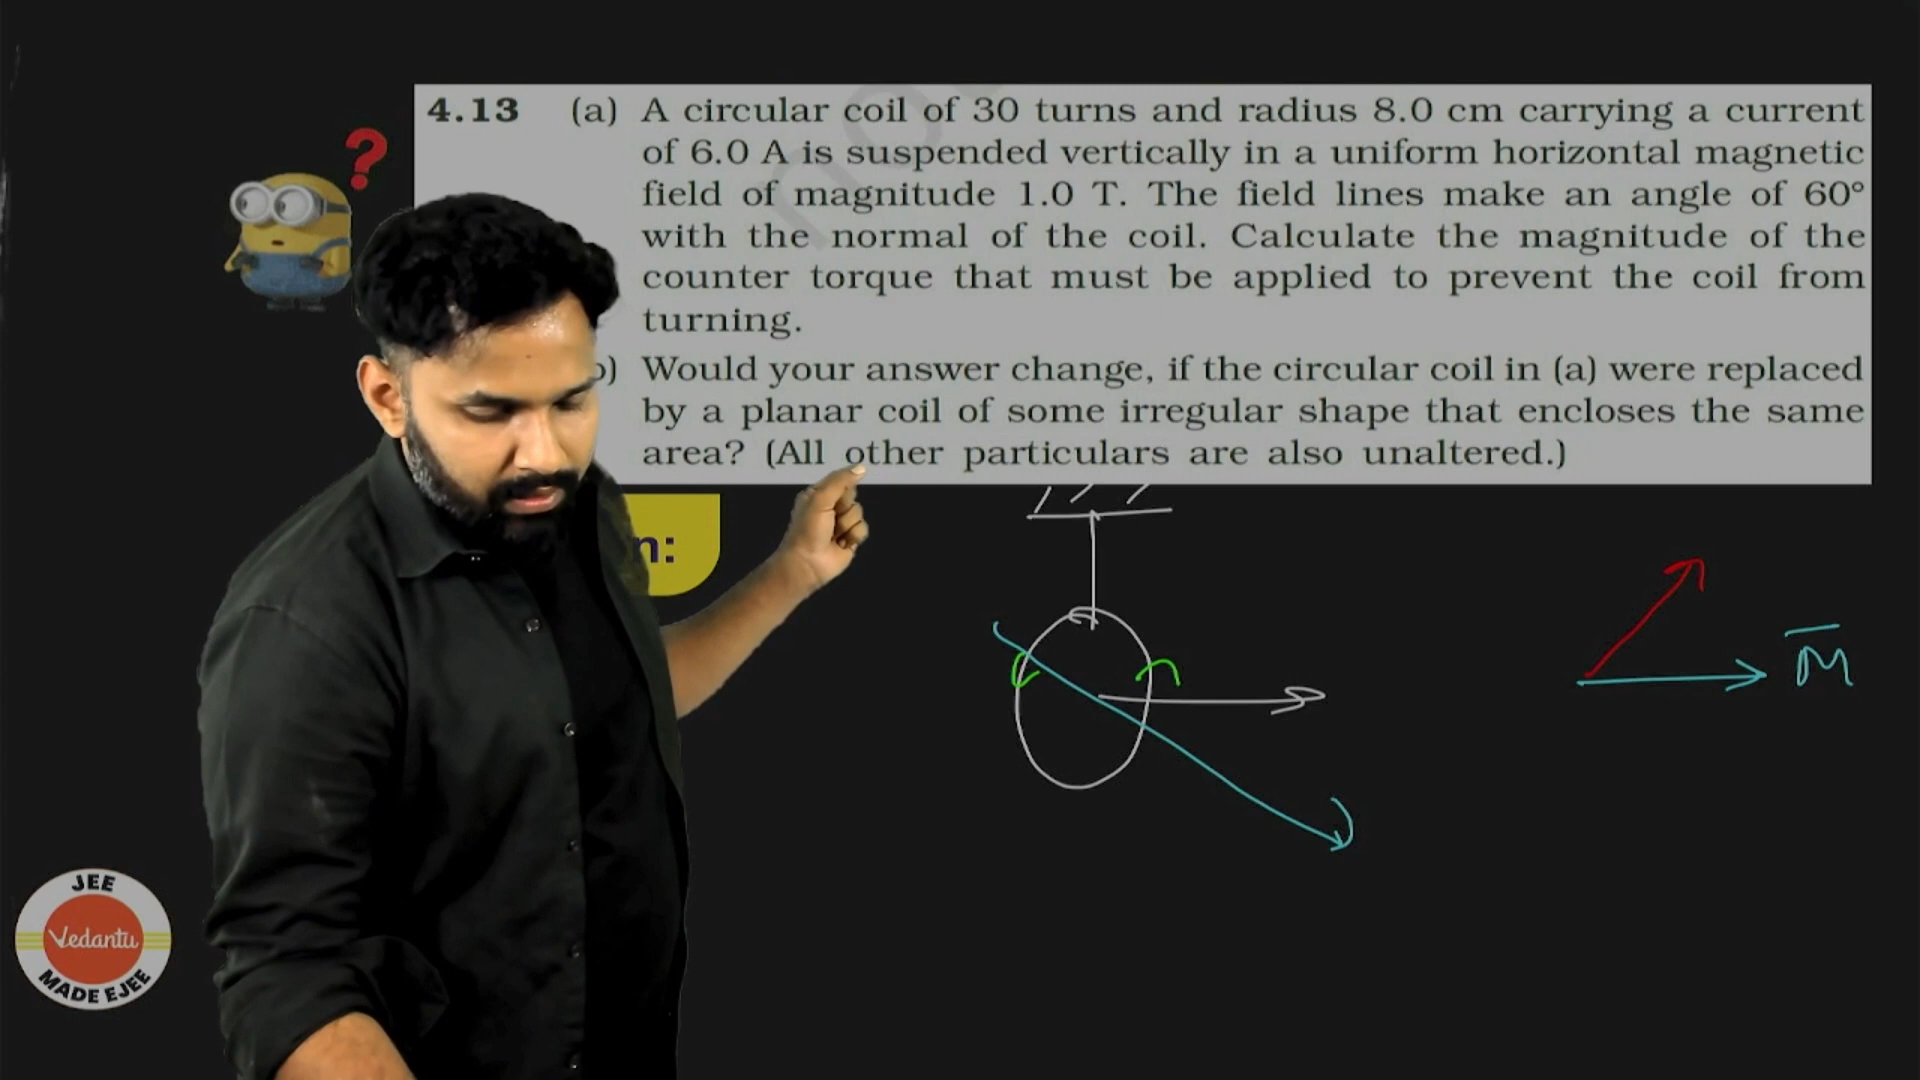 4.13 (a) A circular coil of 30 turns and radius 8.0 cm carrying a current
of 6.0 A is suspended vertically in a uniform horizontal magnetic
field of magnitude 1.0 T. The field lines make an angle of 60°
with the normal of the coil. Calculate the magnitude of the
counter torque that must be applied to prevent the coil from
turning.
Would your answer change, if the circular coil in (a) were replaced
by a planar coil of some irregular shape that encloses the same
area? (All other particulars are also unaltered.)
n:
M
?
JEE
Vedantu
MADE EJEE